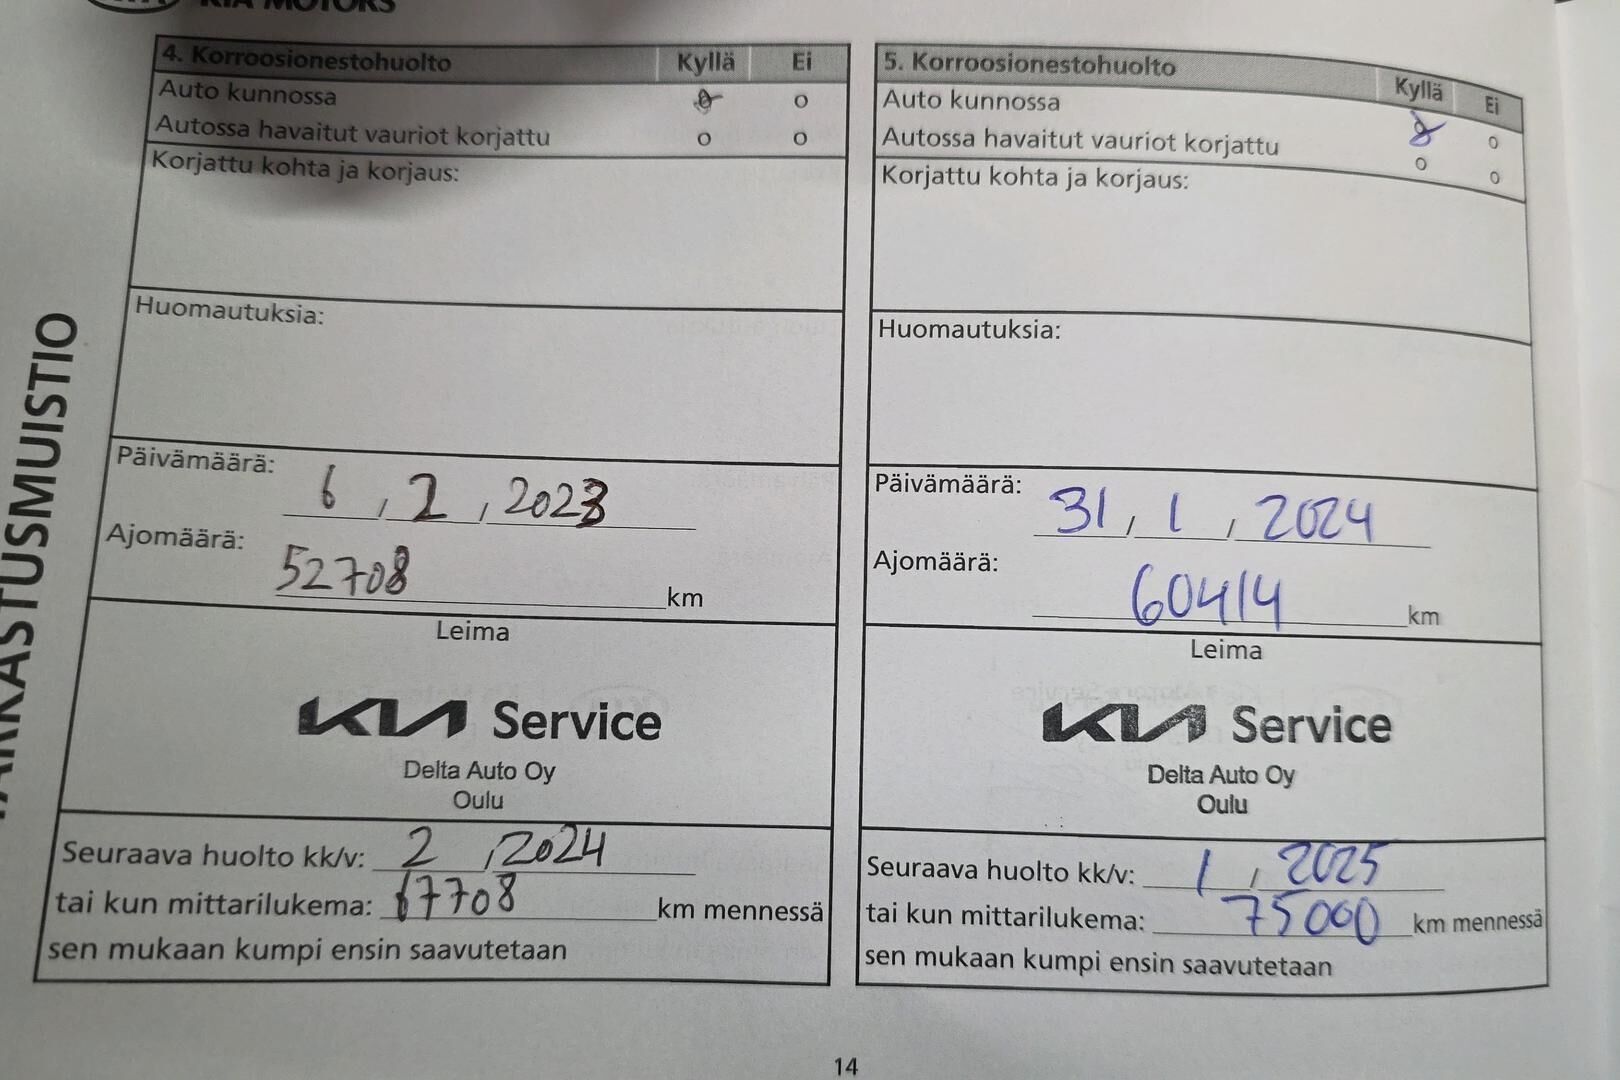 KIA MOTORS
TARKASTUSMUISTIO
4. Korroosionestohuolto Kyllä Ei
Auto kunnossa o o
Autossa havaitut vauriot korjattu o o
Korjattu kohta ja korjaus:
Huomautuksia:
Päivämäärä: 6 , 2 , 2023
Ajomäärä: 52708 km
Leima
KIA Service
Delta Auto Oy
Oulu
Seuraava huolto kk/v: 2 , 2024
tai kun mittarilukema: 67708 km mennessä
sen mukaan kumpi ensin saavutetaan
5. Korroosionestohuolto Kyllä Ei
Auto kunnossa o o
Autossa havaitut vauriot korjattu o o
Korjattu kohta ja korjaus:
Huomautuksia:
Päivämäärä: 31 , 1 , 2024
Ajomäärä: 60414 km
Leima
KIA Service
Delta Auto Oy
Oulu
Seuraava huolto kk/v: 1 , 2025
tai kun mittarilukema: 75000 km mennessä
sen mukaan kumpi ensin saavutetaan
14